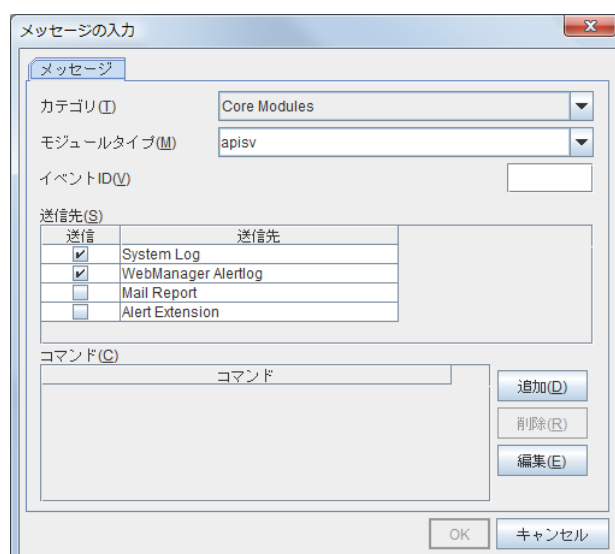 メッセージの入力
メッセージ
カテゴリ(T) Core Modules
モジュールタイプ(M) apisv
イベントID(V)
送信先(S)
送信 送信先
System Log
WebManager Alertlog
Mail Report
Alert Extension
コマンド(C)
コマンド
追加(D)
削除(R)
編集(E)
OK キャンセル